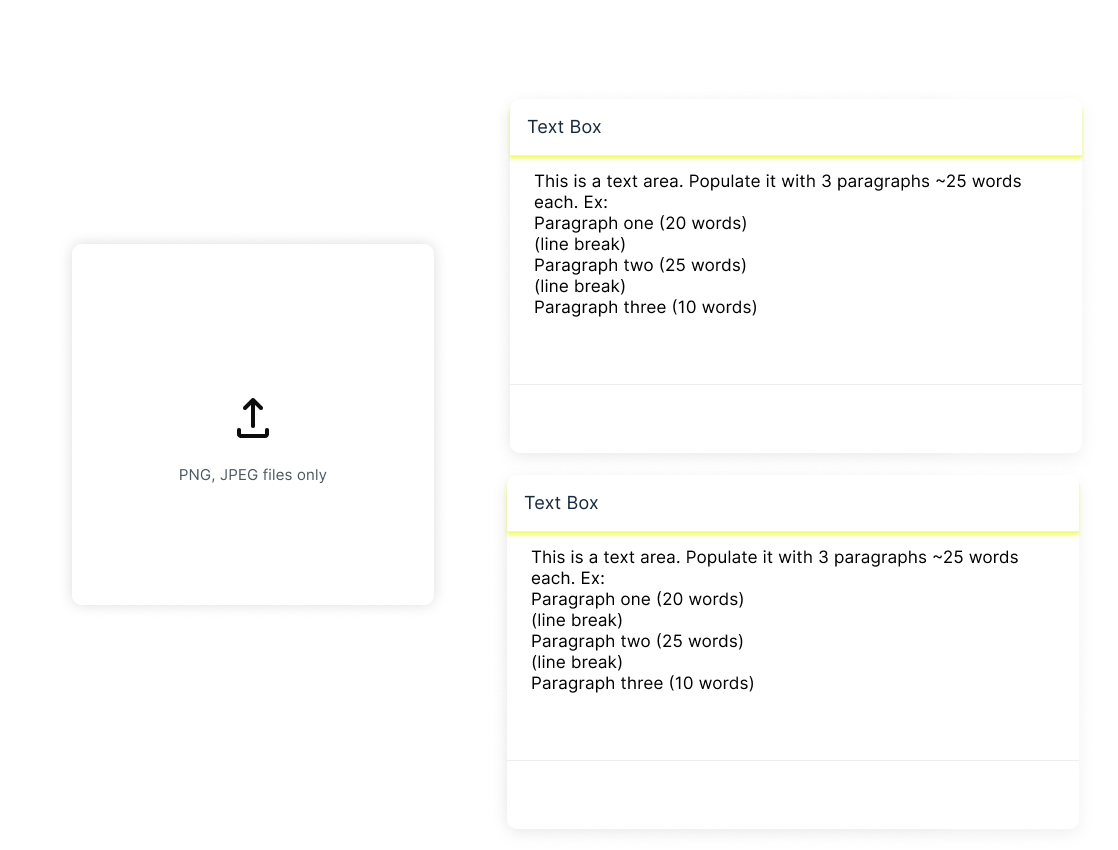 Text Box
This is a text area. Populate it with 3 paragraphs ~25 words
each. Ex:
Paragraph one (20 words)
(line break)
Paragraph two (25 words)
(line break)
Paragraph three (10 words)
PNG, JPEG files only
Text Box
This is a text area. Populate it with 3 paragraphs ~25 words
each. Ex:
Paragraph one (20 words)
(line break)
Paragraph two (25 words)
(line break)
Paragraph three (10 words)